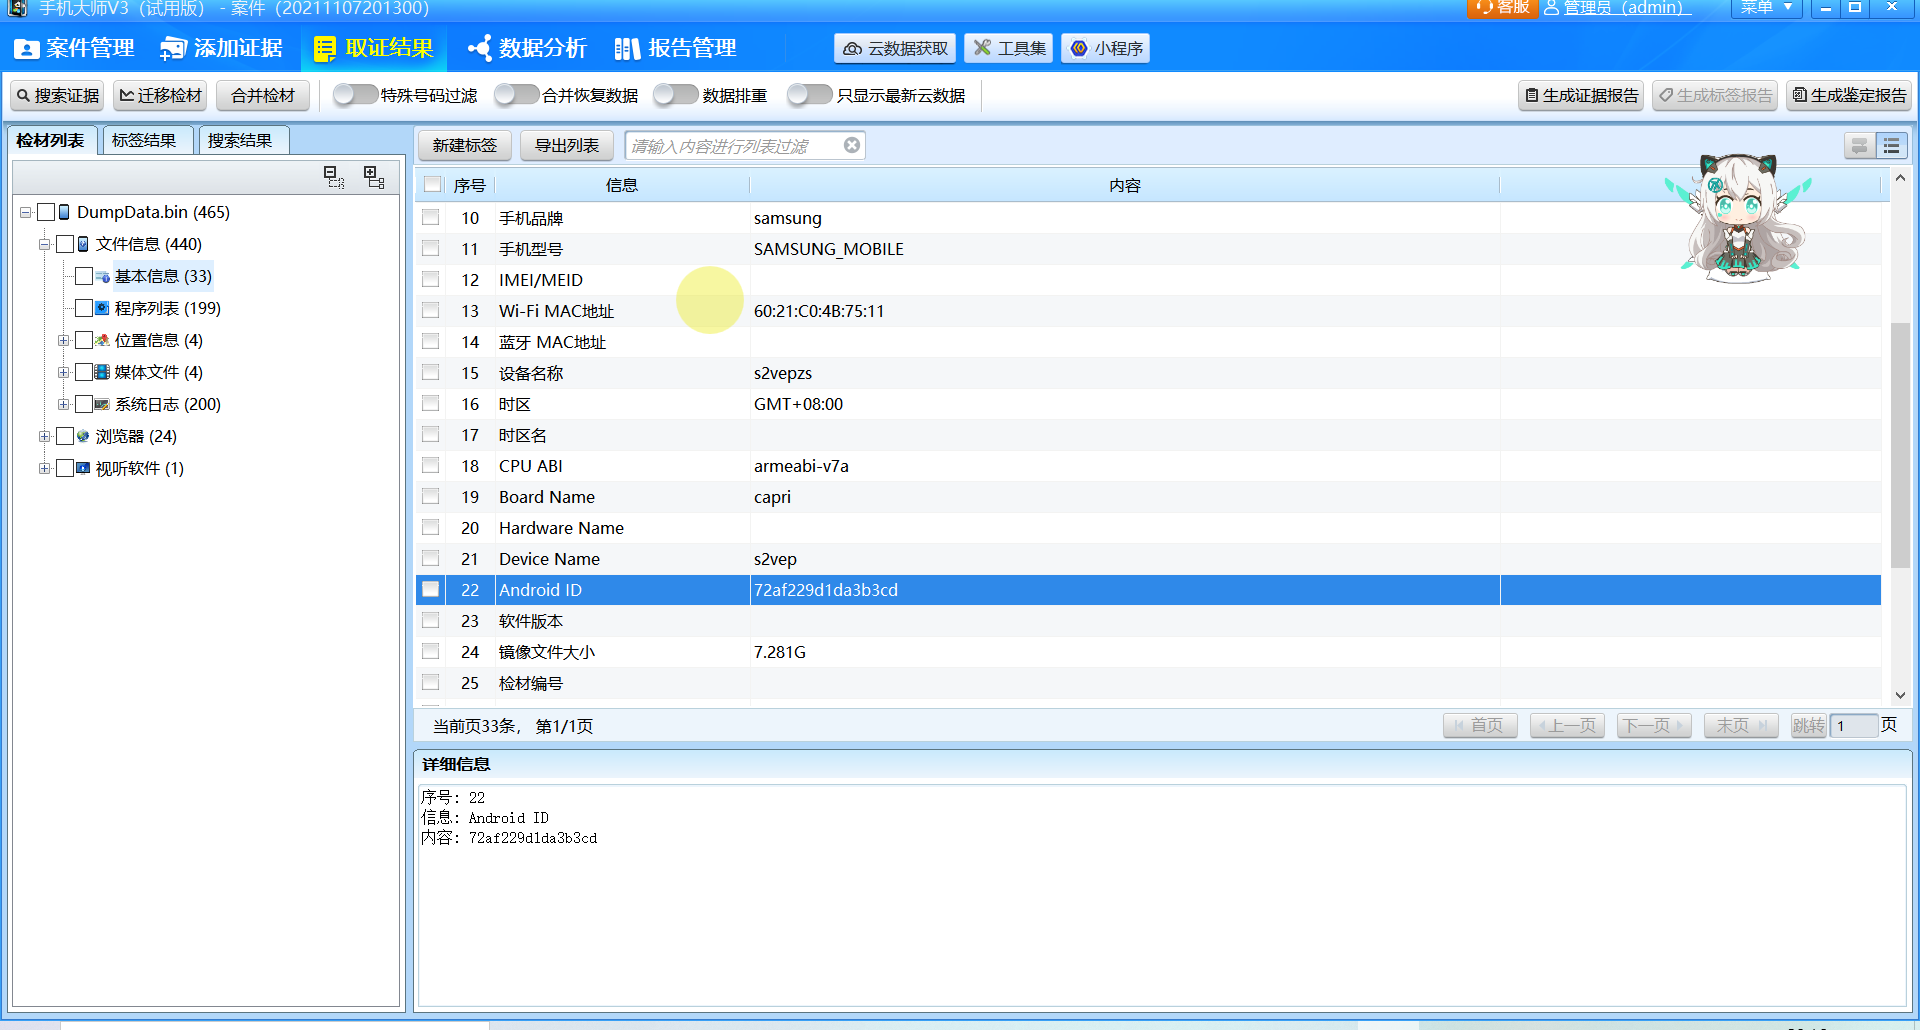 手机大师V3（试用版） - 案件（20211107201300）
客服 管理员（admin） 菜单
案件管理 添加证据 取证结果 数据分析 报告管理 云数据获取 工具集 小程序
搜索证据 迁移检材 合并检材 特殊号码过滤 合并恢复数据 数据排重 只显示最新云数据 生成证据报告 生成标签报告 生成鉴定报告
检材列表 标签结果 搜索结果
新建标签 导出列表 请输入内容进行列表过滤
DumpData.bin (465)
文件信息 (440)
基本信息 (33)
程序列表 (199)
位置信息 (4)
媒体文件 (4)
系统日志 (200)
浏览器 (24)
视听软件 (1)
序号 信息 内容
10 手机品牌 samsung
11 手机型号 SAMSUNG_MOBILE
12 IMEI/MEID
13 Wi-Fi MAC地址 60:21:C0:4B:75:11
14 蓝牙 MAC地址
15 设备名称 s2vepzs
16 时区 GMT+08:00
17 时区名
18 CPU ABI armeabi-v7a
19 Board Name capri
20 Hardware Name
21 Device Name s2vep
22 Android ID 72af229d1da3b3cd
23 软件版本
24 镜像文件大小 7.281G
25 检材编号
当前页33条， 第1/1页 首页 上一页 下一页 末页 跳转 1 页
详细信息
序号: 22
信息: Android ID
内容: 72af229d1da3b3cd